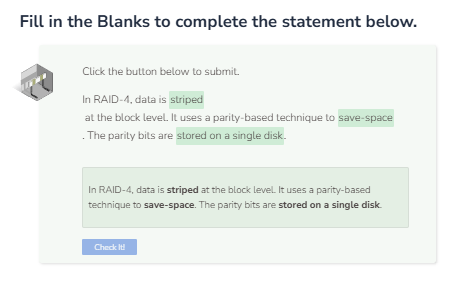 Fill in the Blanks to complete the statement below.
Click the button below to submit.
In RAID-4, data is striped
at the block level. It uses a parity-based technique to save-space
. The parity bits are stored on a single disk.
In RAID-4, data is striped at the block level. It uses a parity-based
technique to save-space. The parity bits are stored on a single disk.
Check It!